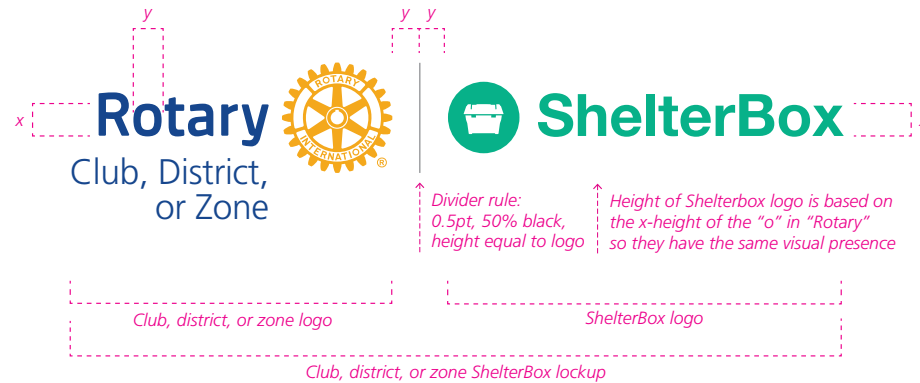 y
y
y
x
Rotary
Club, District,
or Zone
ROTARY
INTERNATIONAL
®
ShelterBox
Divider rule:
0.5pt, 50% black,
height equal to logo
Height of Shelterbox logo is based on
the x-height of the “o” in “Rotary”
so they have the same visual presence
Club, district, or zone logo
ShelterBox logo
Club, district, or zone ShelterBox lockup